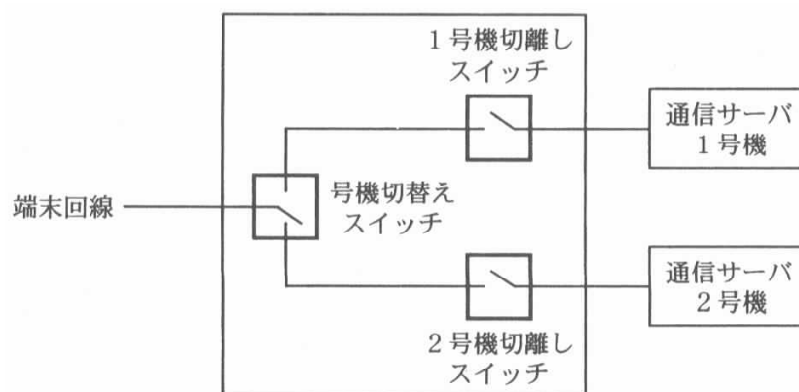 1号機切離し
スイッチ
通信サーバ
1号機
端末回線
号機切替え
スイッチ
通信サーバ
2号機
2号機切離し
スイッチ